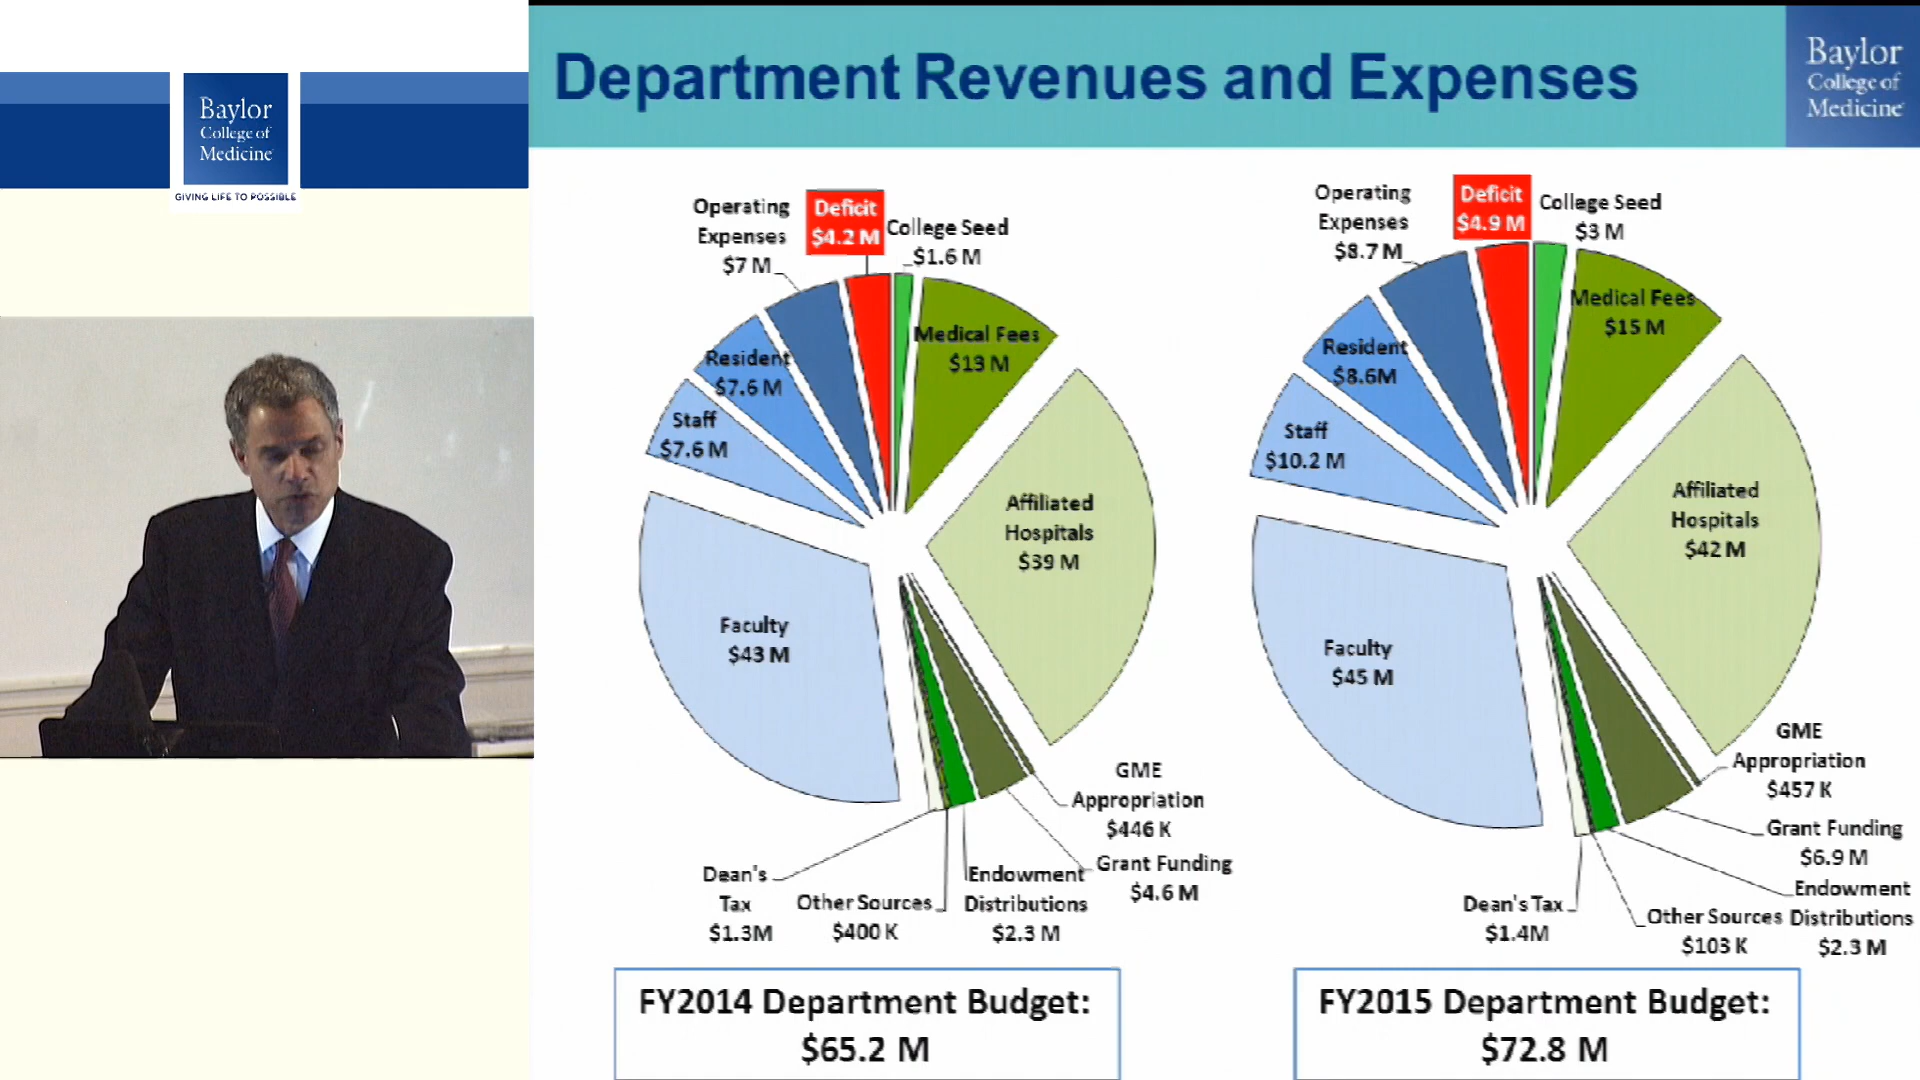 Baylor
College of
Medicine
GIVING LIFE TO POSSIBLE
Department Revenues and Expenses
Baylor
College of
Medicine
Operating
Expenses
$7 M
Deficit
$4.2 M
College Seed
$1.6 M
Medical Fees
$13 M
Affiliated
Hospitals
$39 M
GME
Appropriation
$446 K
Grant Funding
$4.6 M
Endowment
Distributions
$2.3 M
Other Sources
$400 K
Dean's
Tax
$1.3M
Faculty
$43 M
Staff
$7.6 M
Resident
$7.6 M
FY2014 Department Budget:
$65.2 M
Operating
Expenses
$8.7 M
Deficit
$4.9 M
College Seed
$3 M
Medical Fees
$15 M
Affiliated
Hospitals
$42 M
GME
Appropriation
$457 K
Grant Funding
$6.9 M
Endowment
Distributions
$2.3 M
Other Sources
$103 K
Dean's Tax
$1.4M
Faculty
$45 M
Staff
$10.2 M
Resident
$8.6M
FY2015 Department Budget:
$72.8 M